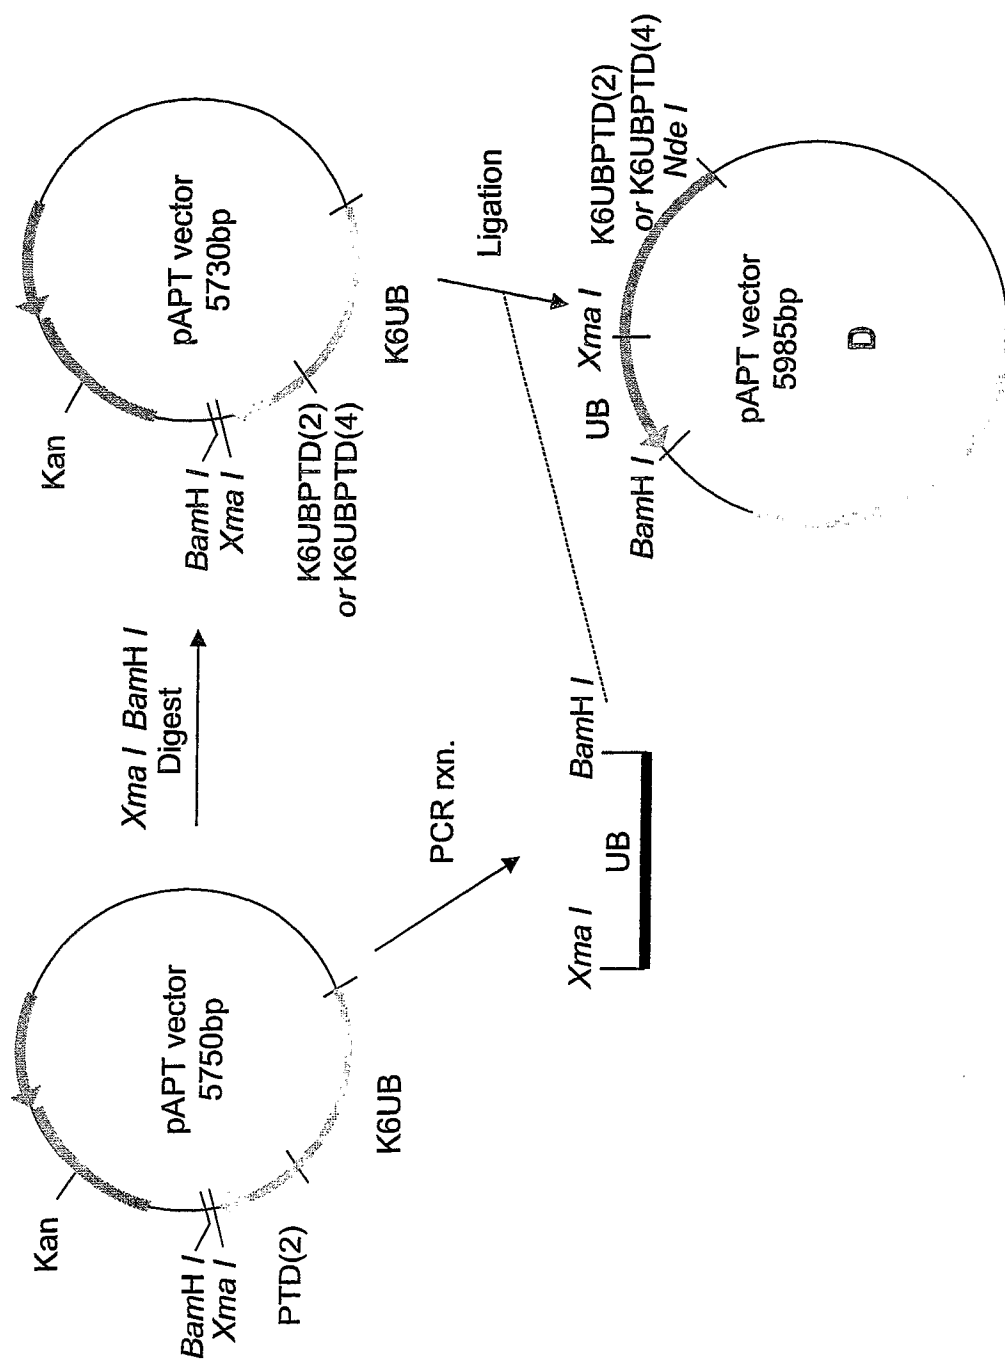 Kan
pAPT vector
5750bp
BamH I
Xma I
PTD(2)
K6UB
Xma I BamH I
Digest
Kan
pAPT vector
5730bp
BamH I
Xma I
K6UBPTD(2)
or K6UBPTD(4)
K6UB
PCR rxn.
Ligation
Xma I
UB
BamH I
BamH I
UB
Xma I
K6UBPTD(2)
or K6UBPTD(4)
Nde I
pAPT vector
5985bp
D